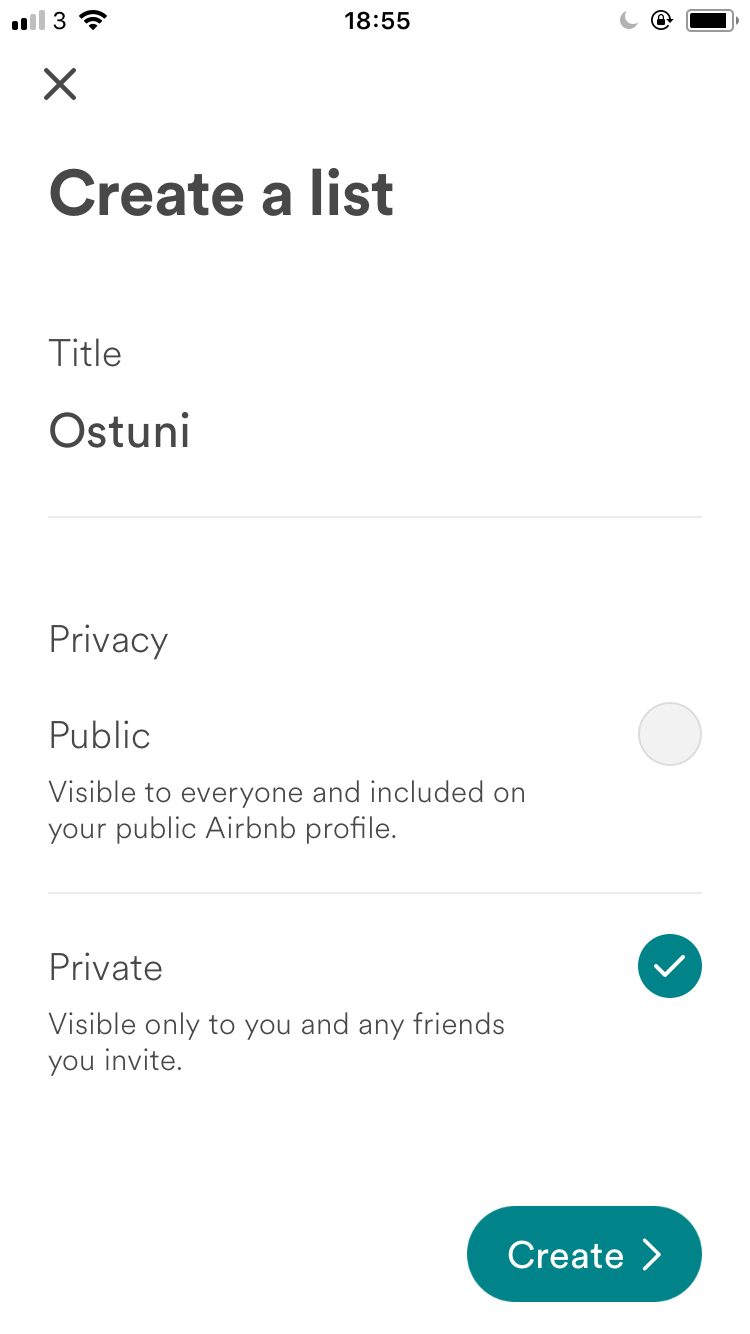 3 18:55
Create a list
Title
Ostuni
Privacy
Public
Visible to everyone and included on
your public Airbnb profile.
Private
Visible only to you and any friends
you invite.
Create